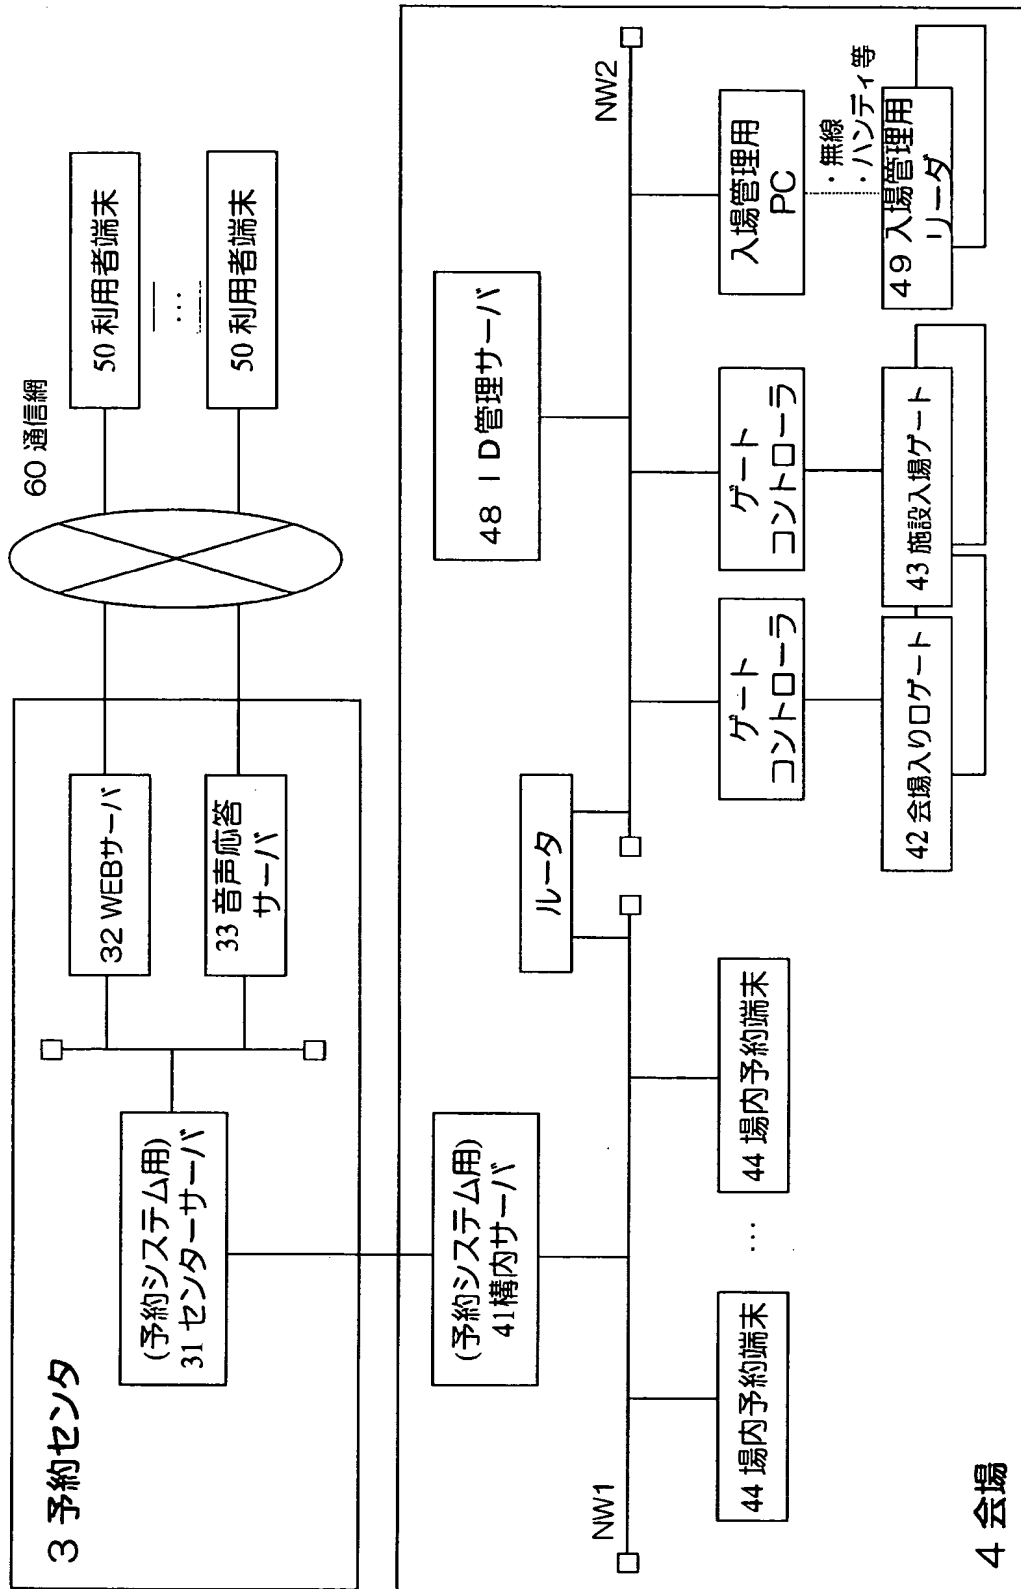 3 予約センタ
(予約システム用)
31 センターサーバ
32 WEBサーバ
33 音声応答
サーバ
60 通信網
50 利用者端末
・・・
50 利用者端末
4 会場
(予約システム用)
41構内サーバ
ルータ
48 ID管理サーバ
NW1
NW2
44 場内予約端末
・・・
44 場内予約端末
ゲート
コントローラ
ゲート
コントローラ
入場管理用
PC
・無線
・ハンディ等
42 会場入り口ゲート
43 施設入場ゲート
49 入場管理用
リーダ